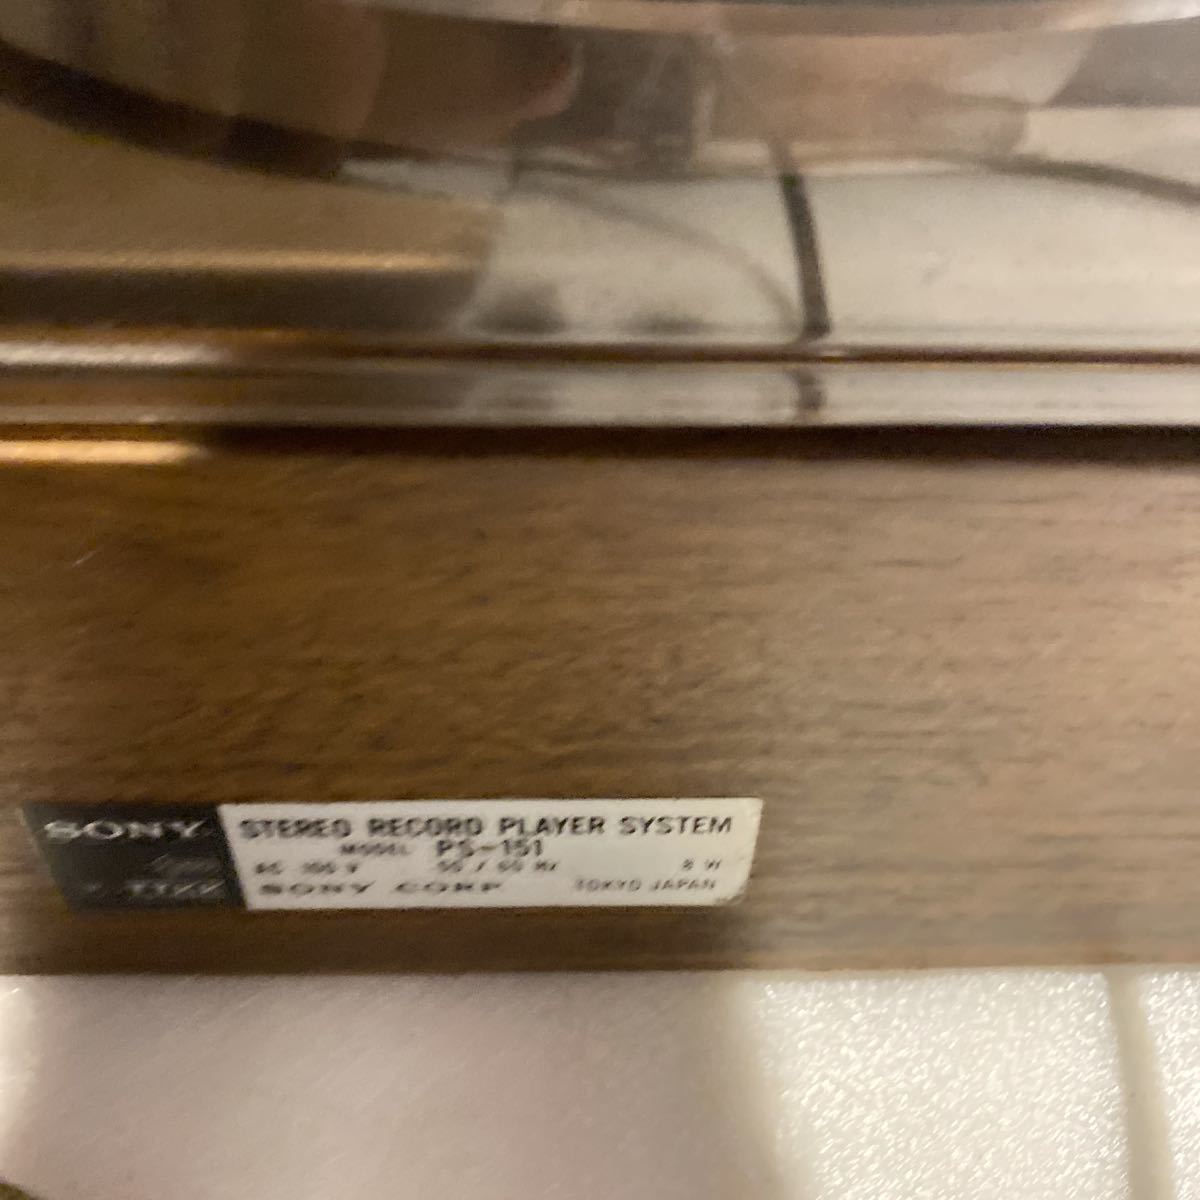 SONY
STEREO RECORD PLAYER SYSTEM
MODEL PS-151
AC 100 V 50 / 60 Hz 8 W
SONY CORP TOKYO JAPAN